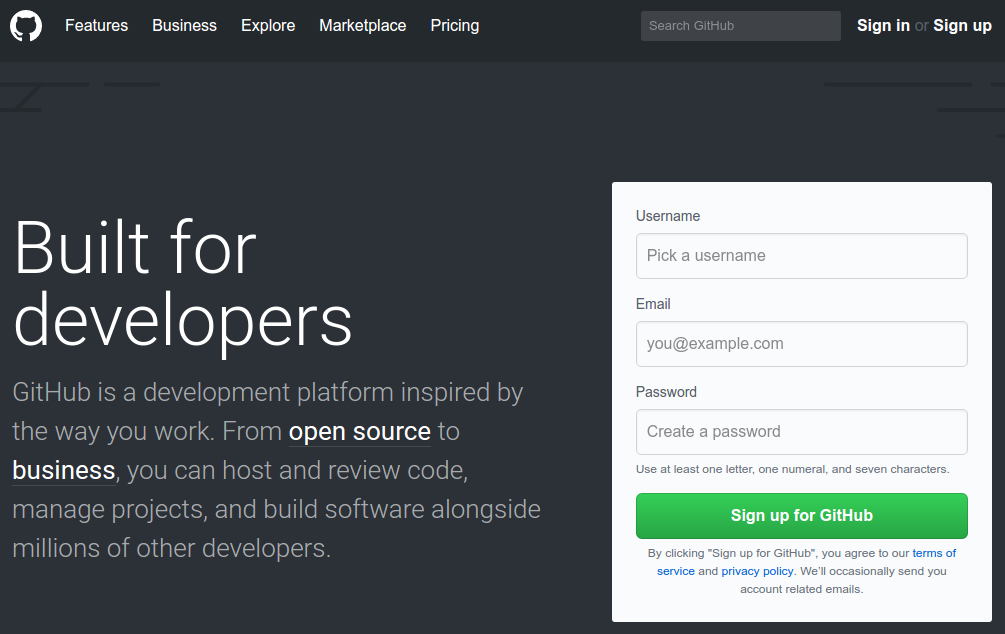 Features Business Explore Marketplace Pricing Search GitHub Sign in or Sign up
Built for
developers
GitHub is a development platform inspired by
the way you work. From open source to
business, you can host and review code,
manage projects, and build software alongside
millions of other developers.
Username
Pick a username
Email
you@example.com
Password
Create a password
Use at least one letter, one numeral, and seven characters.
Sign up for GitHub
By clicking "Sign up for GitHub", you agree to our terms of
service and privacy policy. We’ll occasionally send you
account related emails.